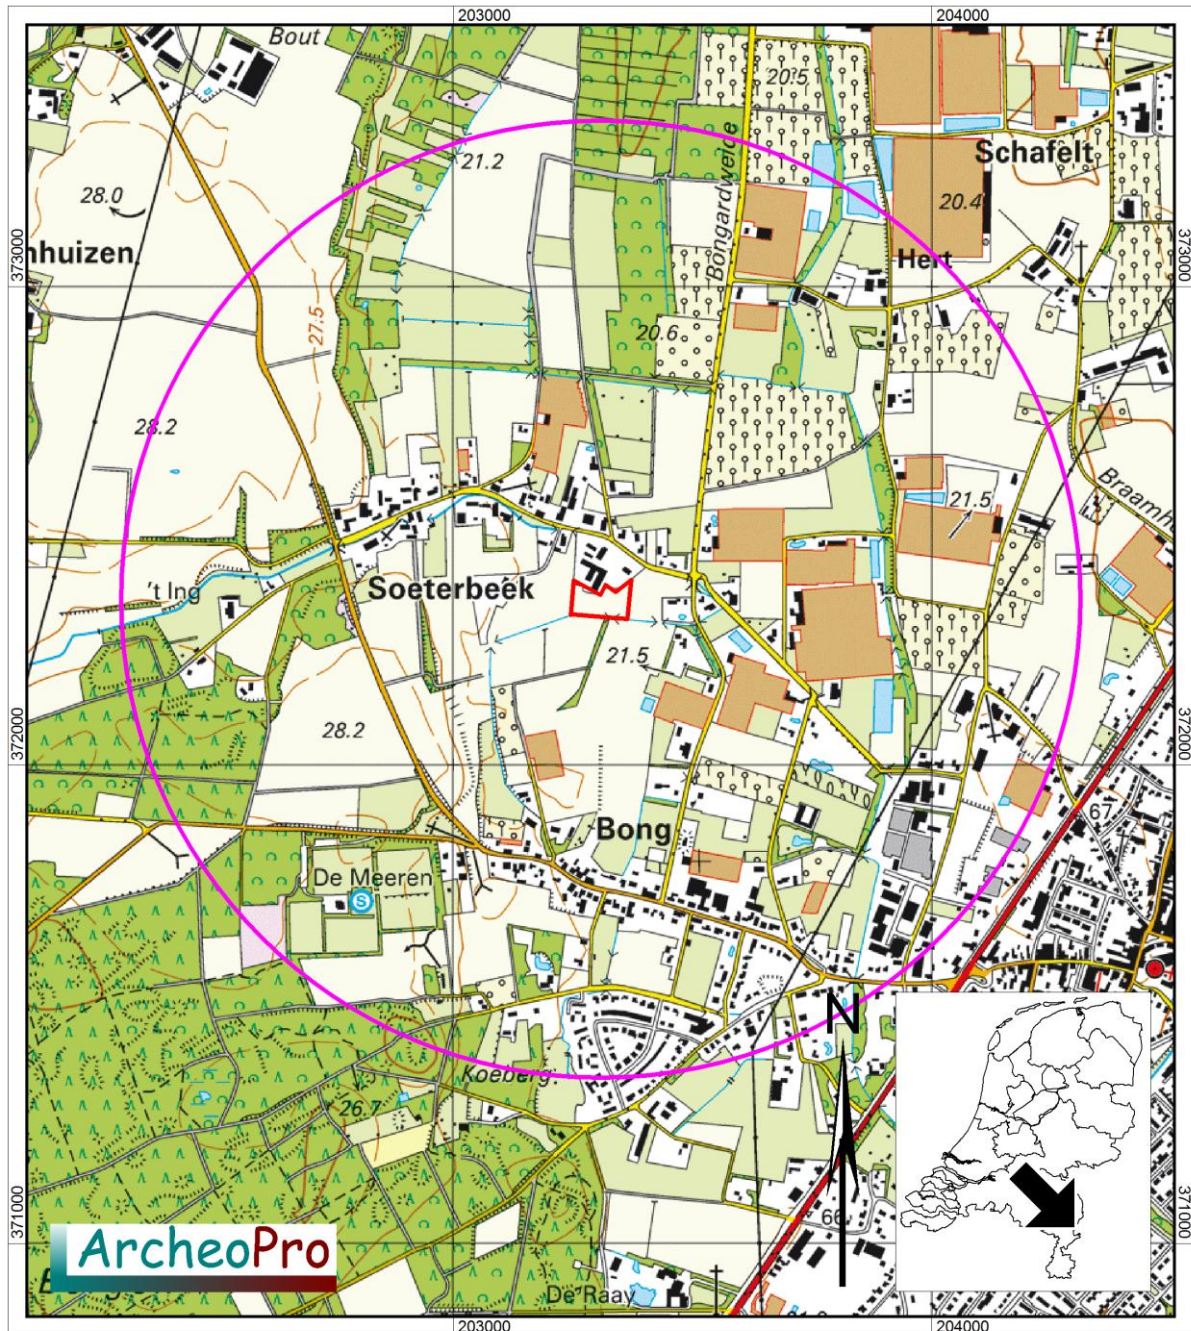 203000
204000
Bout
20.5
21.2
Bongardweide
Schafelt
28.0
20.4
nhuizen
Hert
373000
373000
27.5
20.6
28.2
Braamh
21.5
't Ing
Soeterbeek
21.5
28.2
372000
372000
Bong
67
De Meeren
S
N
Koeberg
26.7
371000
371000
66
ArcheoPro
De Raay
203000
204000